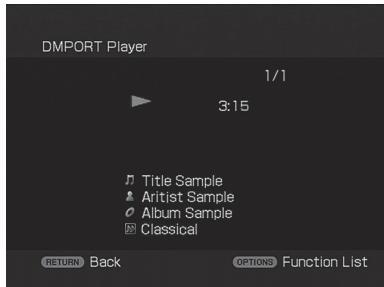 DMPORT Player
1/1
3:15
Title Sample
Aritist Sample
Album Sample
Classical
RETURN Back OPTIONS Function List